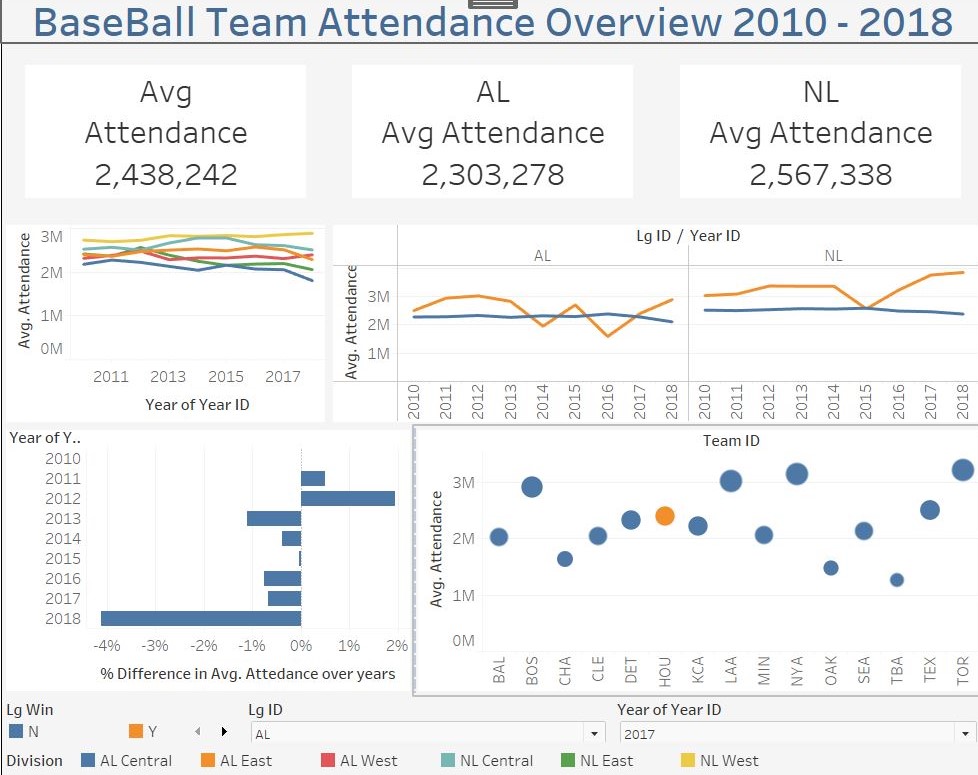 BaseBall Team Attendance Overview 2010 - 2018
Avg
Attendance
2,438,242
AL
Avg Attendance
2,303,278
NL
Avg Attendance
2,567,338
Avg. Attendance
3M
2M
1M
0M
2011 2013 2015 2017
Year of Year ID
Lg ID / Year ID
AL NL
Avg. Attendance
3M
2M
1M
2010 2011 2012 2013 2014 2015 2016 2017 2018 2010 2011 2012 2013 2014 2015 2016 2017 2018
Year of Y..
2010
2011
2012
2013
2014
2015
2016
2017
2018
-4% -3% -2% -1% 0% 1% 2%
% Difference in Avg. Attedance over years
Team ID
Avg. Attendance
3M
2M
1M
0M
BAL BOS CHA CLE DET HOU KCA LAA MIN NYA OAK SEA TBA TEX TOR
Lg Win
N Y
Lg ID
AL
Year of Year ID
2017
Division AL Central AL East AL West NL Central NL East NL West